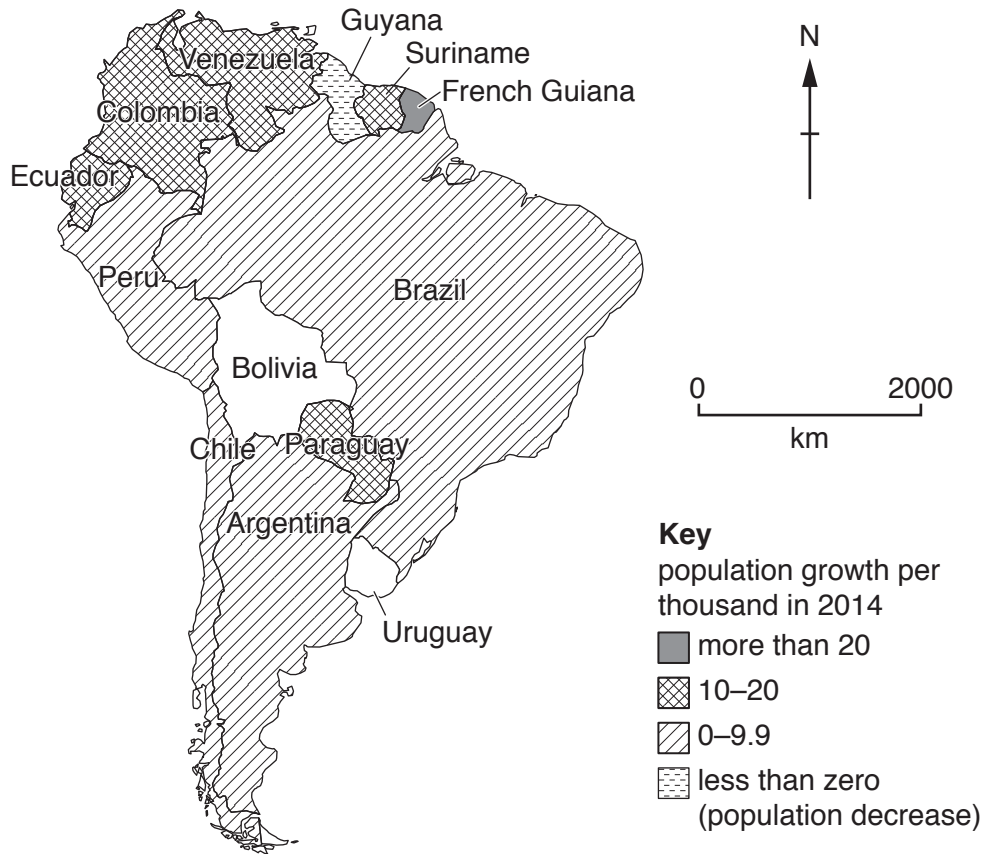 Guyana
Suriname
French Guiana
Venezuela
Colombia
Ecuador
Peru
Brazil
Bolivia
Chile
Paraguay
Argentina
Uruguay
N
0 2000
km
Key
population growth per
thousand in 2014
more than 20
10–20
0–9.9
less than zero
(population decrease)